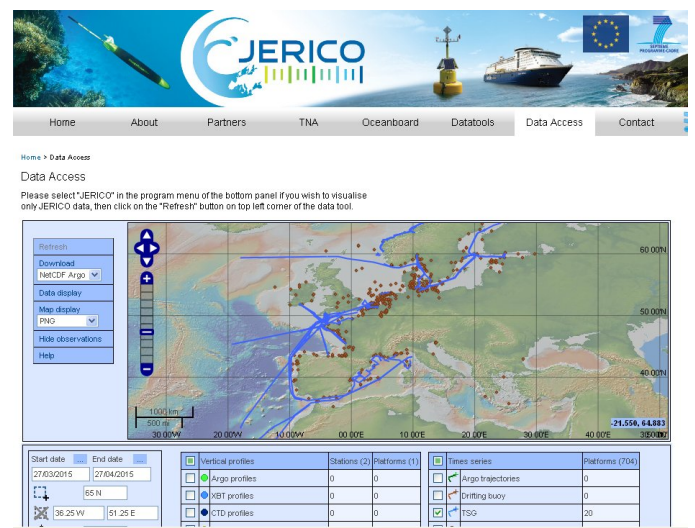 JERICO
SEPTIEME
PROGRAMME-CADRE
Home About Partners TNA Oceanboard Datatools Data Access Contact
Home > Data Access
Data Access
Please select "JERICO" in the program menu of the bottom panel if you wish to visualise
only JERICO data, then click on the "Refresh" button on top left corner of the data tool.
Refresh
Download
NetCDF Argo
Data display
Map display
PNG
Hide observations
Help
60 00'N
50 00'N
40 00'N
1000 km
500 mi
-21.550, 64.883
30 00'W 20 00'W 10 00'W 00 00'E 10 00'E 20 00'E 30 00'E 40 00'E
Start date ... End date ...
27/03/2015 27/04/2015
65 N
36.25 W 51.25 E
Vertical profiles Stations (2) Platforms (1)
Argo profiles 0 0
XBT profiles 0 0
CTD profiles 0 0
Times series Platforms (704)
Argo trajectories 0
Drifting buoy 0
TSG 20